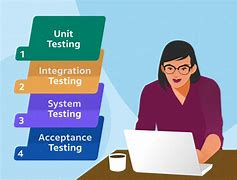 Unit
Testing
1
Integration
Testing
2
System
Testing
3
Acceptance
Testing
4